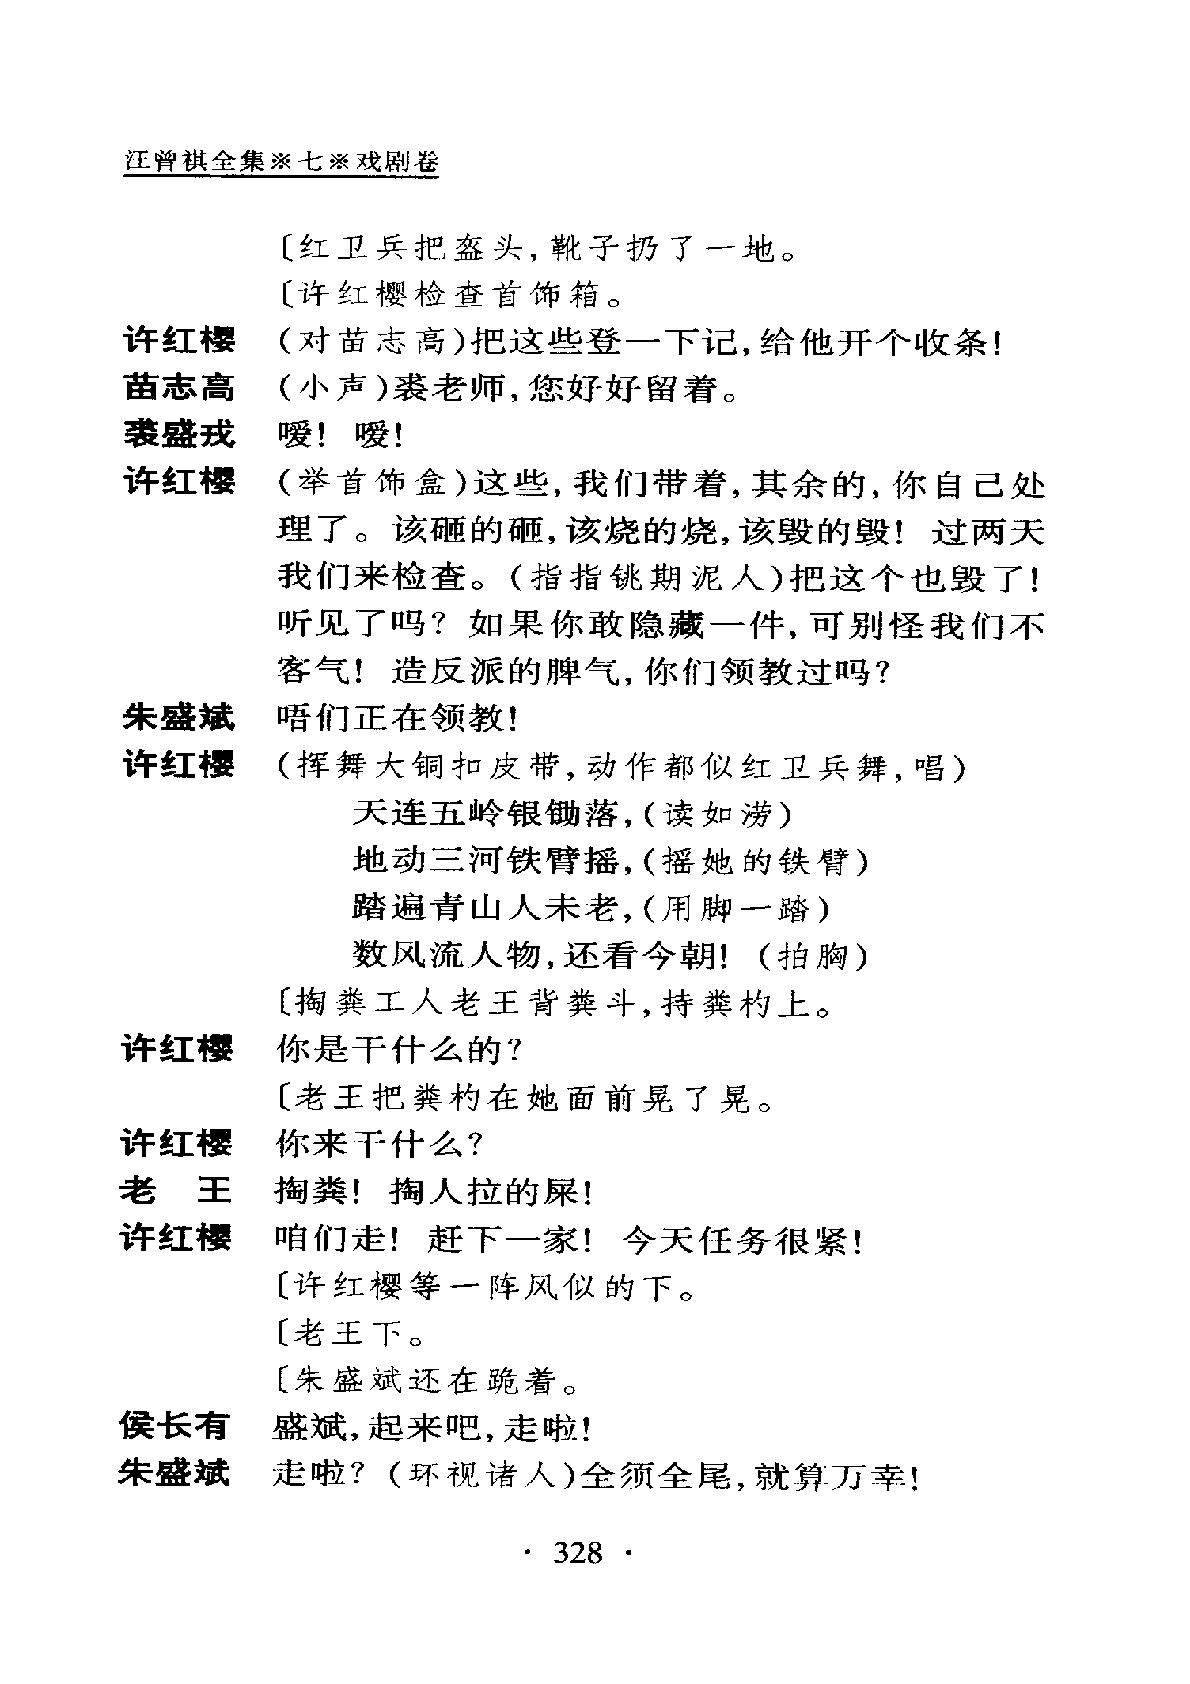 汪曾祺全集※七※戏剧卷
〔红卫兵把盔头,靴子扔了一地。
〔许红樱检查首饰箱。
许红樱 (对苗志高)把这些登一下记,给他开个收条!
苗志高 (小声)裘老师,您好好留着。
裘盛戎 嗳! 嗳!
许红樱 (举首饰盒)这些,我们带着,其余的,你自己处
理了。该砸的砸,该烧的烧,该毁的毁! 过两天
我们来检查。(指指铫期泥人)把这个也毁了!
听见了吗? 如果你敢隐藏一件,可别怪我们不
客气! 造反派的脾气,你们领教过吗?
朱盛斌 唔们正在领教!
许红樱 (挥舞大铜扣皮带,动作都似红卫兵舞,唱)
天连五岭银锄落,(读如涝)
地动三河铁臂摇,(摇她的铁臂)
踏遍青山人未老,(用脚一踏)
数风流人物,还看今朝! (拍胸)
〔掏粪工人老王背粪斗,持粪杓上。
许红樱 你是干什么的?
〔老王把粪杓在她面前晃了晃。
许红樱 你来干什么?
老 王 掏粪! 掏人拉的屎!
许红樱 咱们走! 赶下一家! 今天任务很紧!
〔许红樱等一阵风似的下。
〔老王下。
〔朱盛斌还在跪着。
侯长有 盛斌,起来吧,走啦!
朱盛斌 走啦? (环视诸人)全须全尾,就算万幸!
· 328 ·